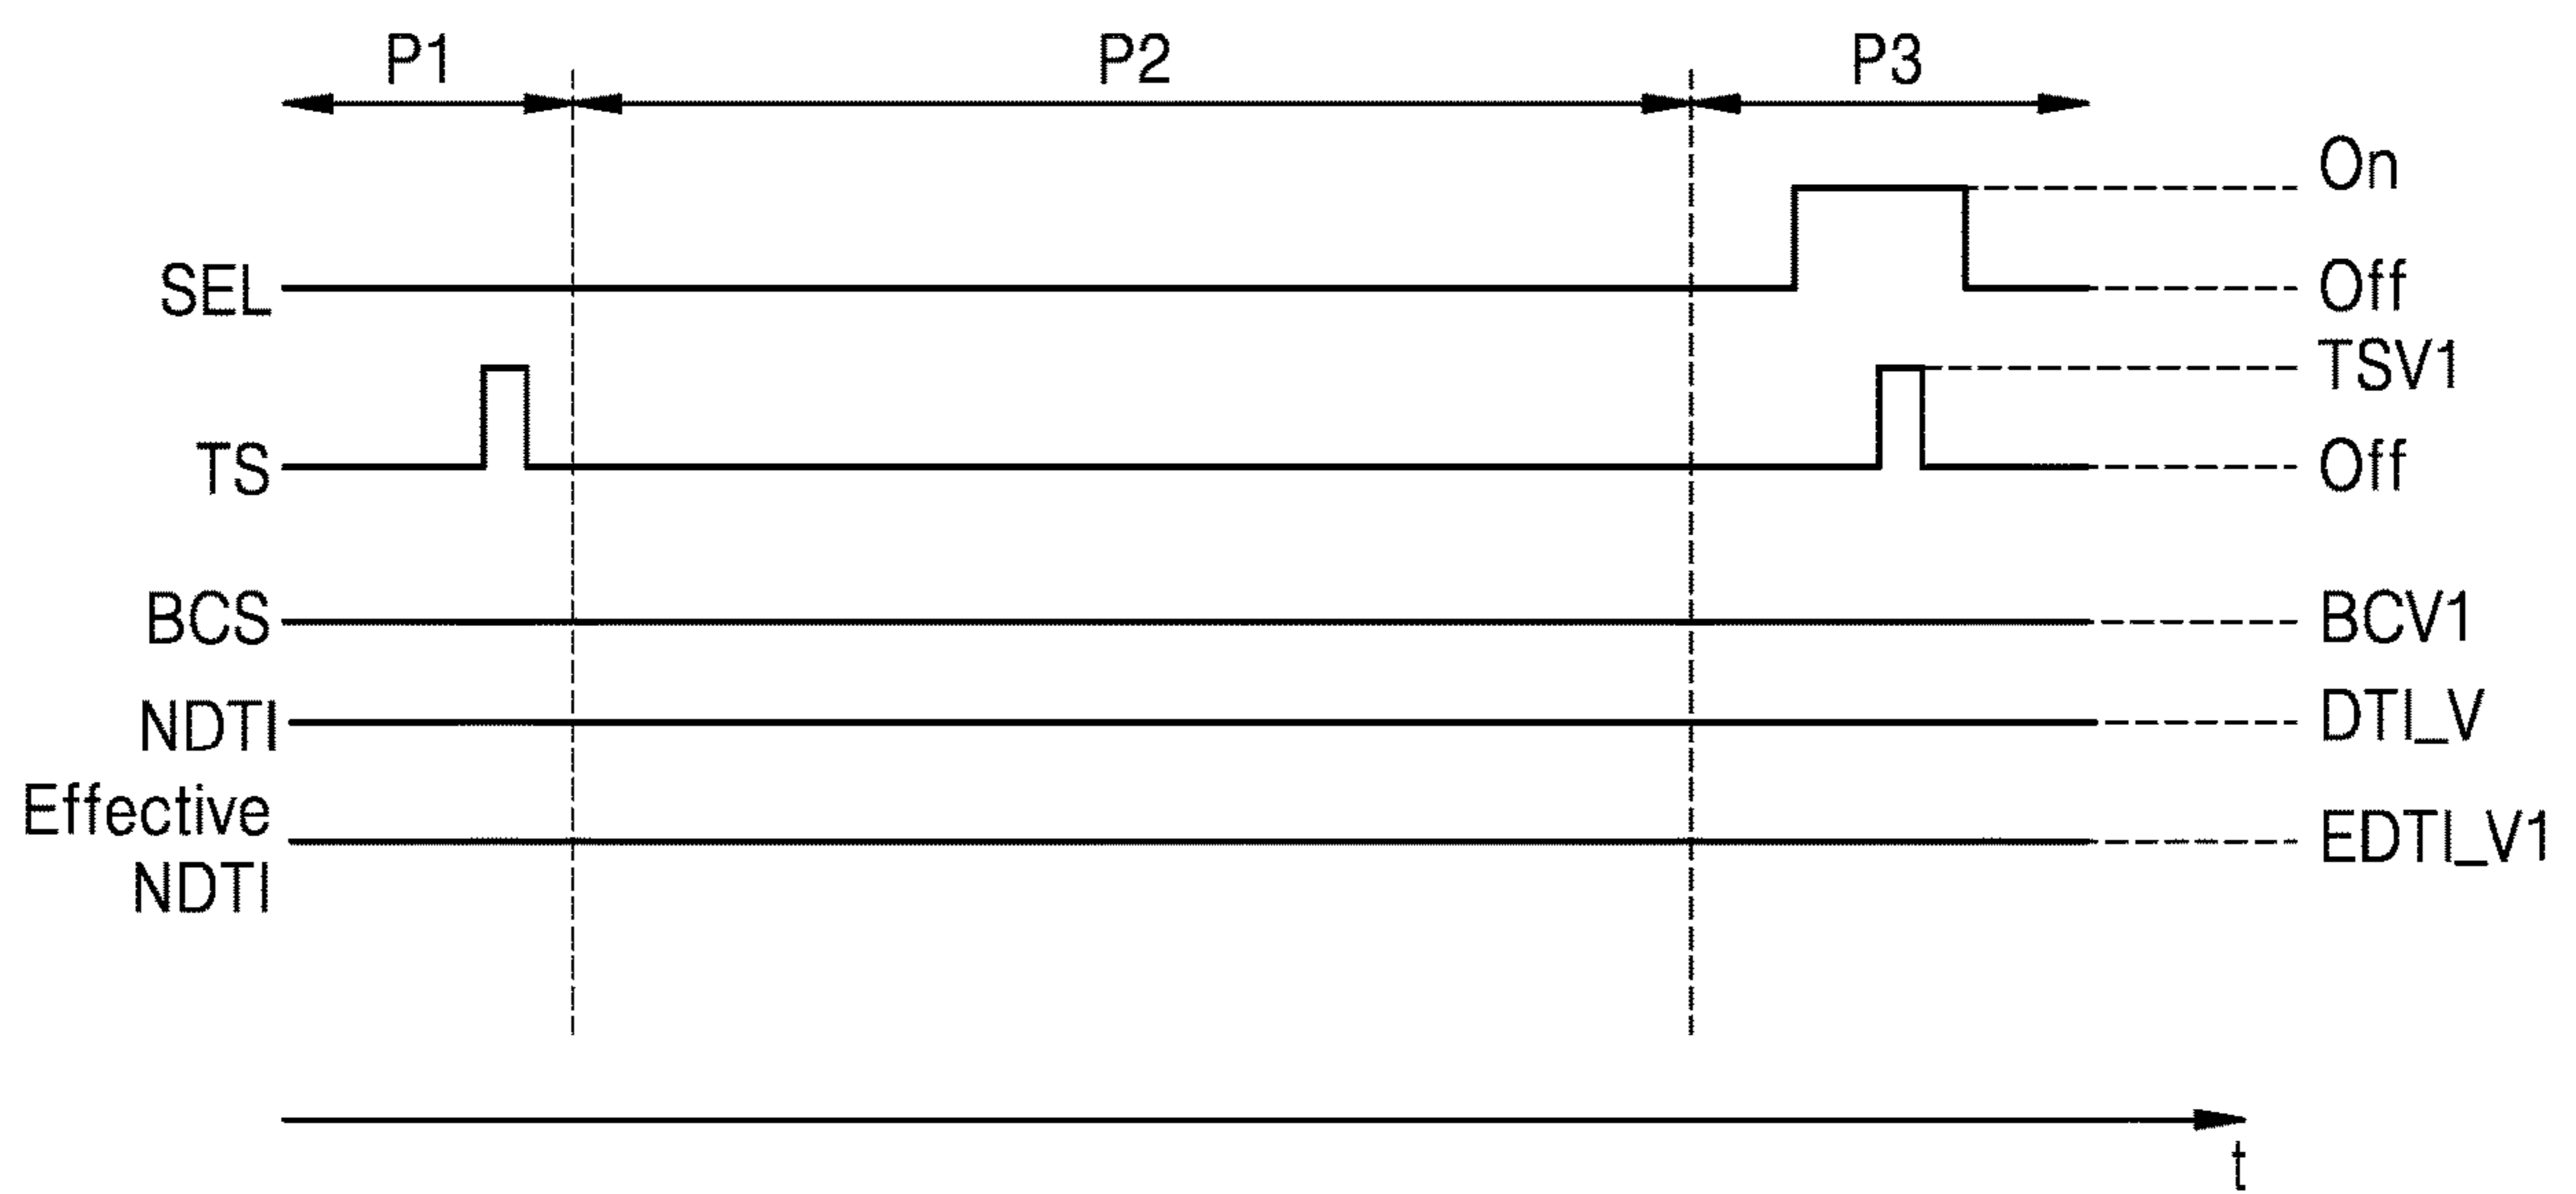 P1 P2 P3
On
SEL Off
TSV1
TS Off
BCS BCV1
NDTI DTI_V
Effective
NDTI EDTI_V1
t